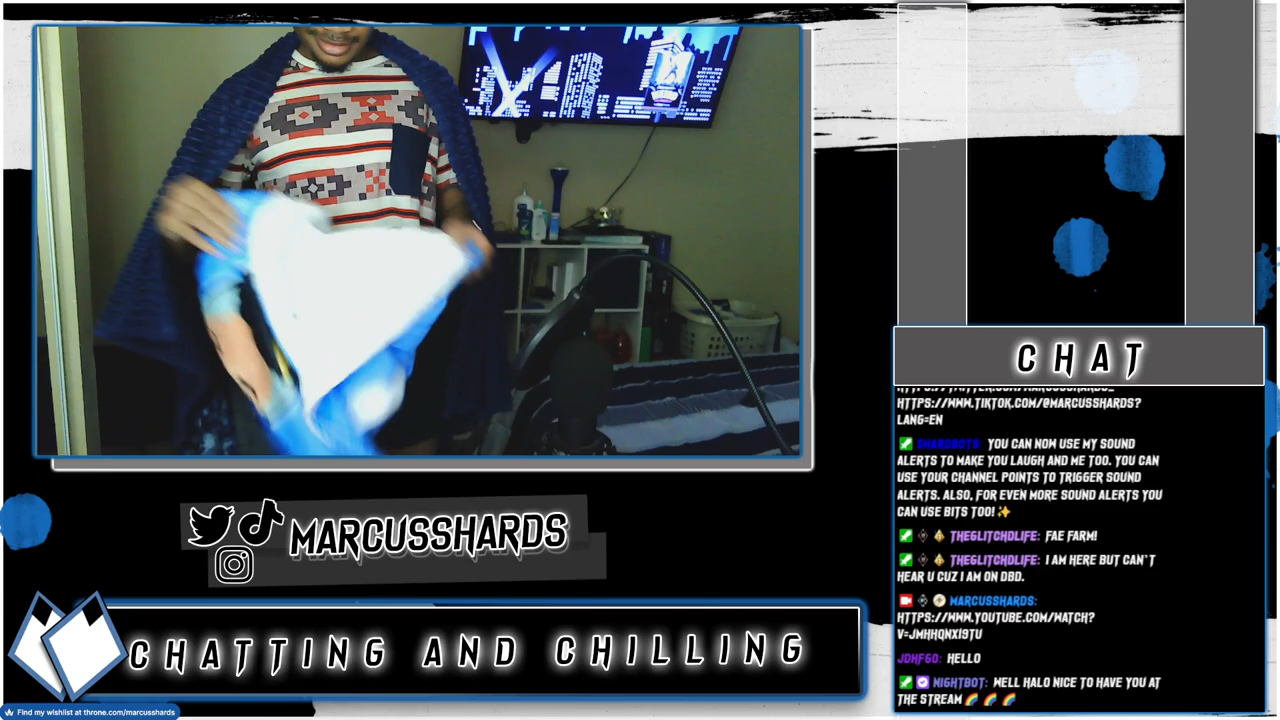 CHAT
HTTPS://WWW.TIKTOK.COM/@MARCUSSHARDS?
LANG=EN
SHARDBOTS: YOU CAN NOW USE MY SOUND
ALERTS TO MAKE YOU LAUGH AND ME TOO. YOU CAN
USE YOUR CHANNEL POINTS TO TRIGGER SOUND
ALERTS. ALSO, FOR EVEN MORE SOUND ALERTS YOU
CAN USE BITS TOO!✨
THEGLITCHDLIFE: FAE FARM!
THEGLITCHDLIFE: I AM HERE BUT CAN'T
HEAR U CUZ I AM ON DBD.
MARCUSSHARDS:
HTTPS://WWW.YOUTUBE.COM/WATCH?
JDHF60: HELLO
NIGHTBOT: WELL HALO NICE TO HAVE YOU AT
THE STREAM🌈🌈🌈
MARCUSSHARDS
CHATTING AND CHILLING
Find my wishlist at throne.com/marcusshards